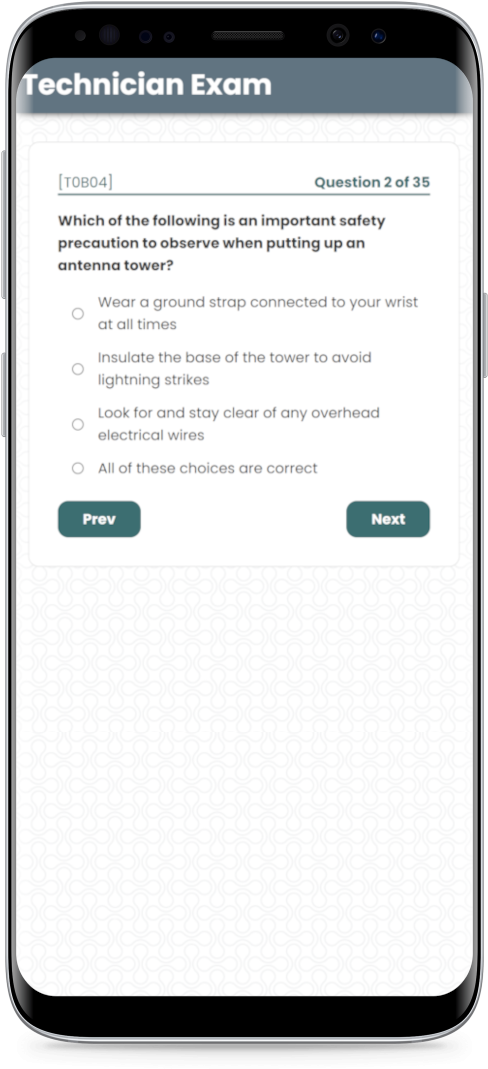 Technician Exam
[T0B04]
Question 2 of 35
Which of the following is an important safety
precaution to observe when putting up an
antenna tower?
Wear a ground strap connected to your wrist
at all times
Insulate the base of the tower to avoid
lightning strikes
Look for and stay clear of any overhead
electrical wires
All of these choices are correct
Prev
Next